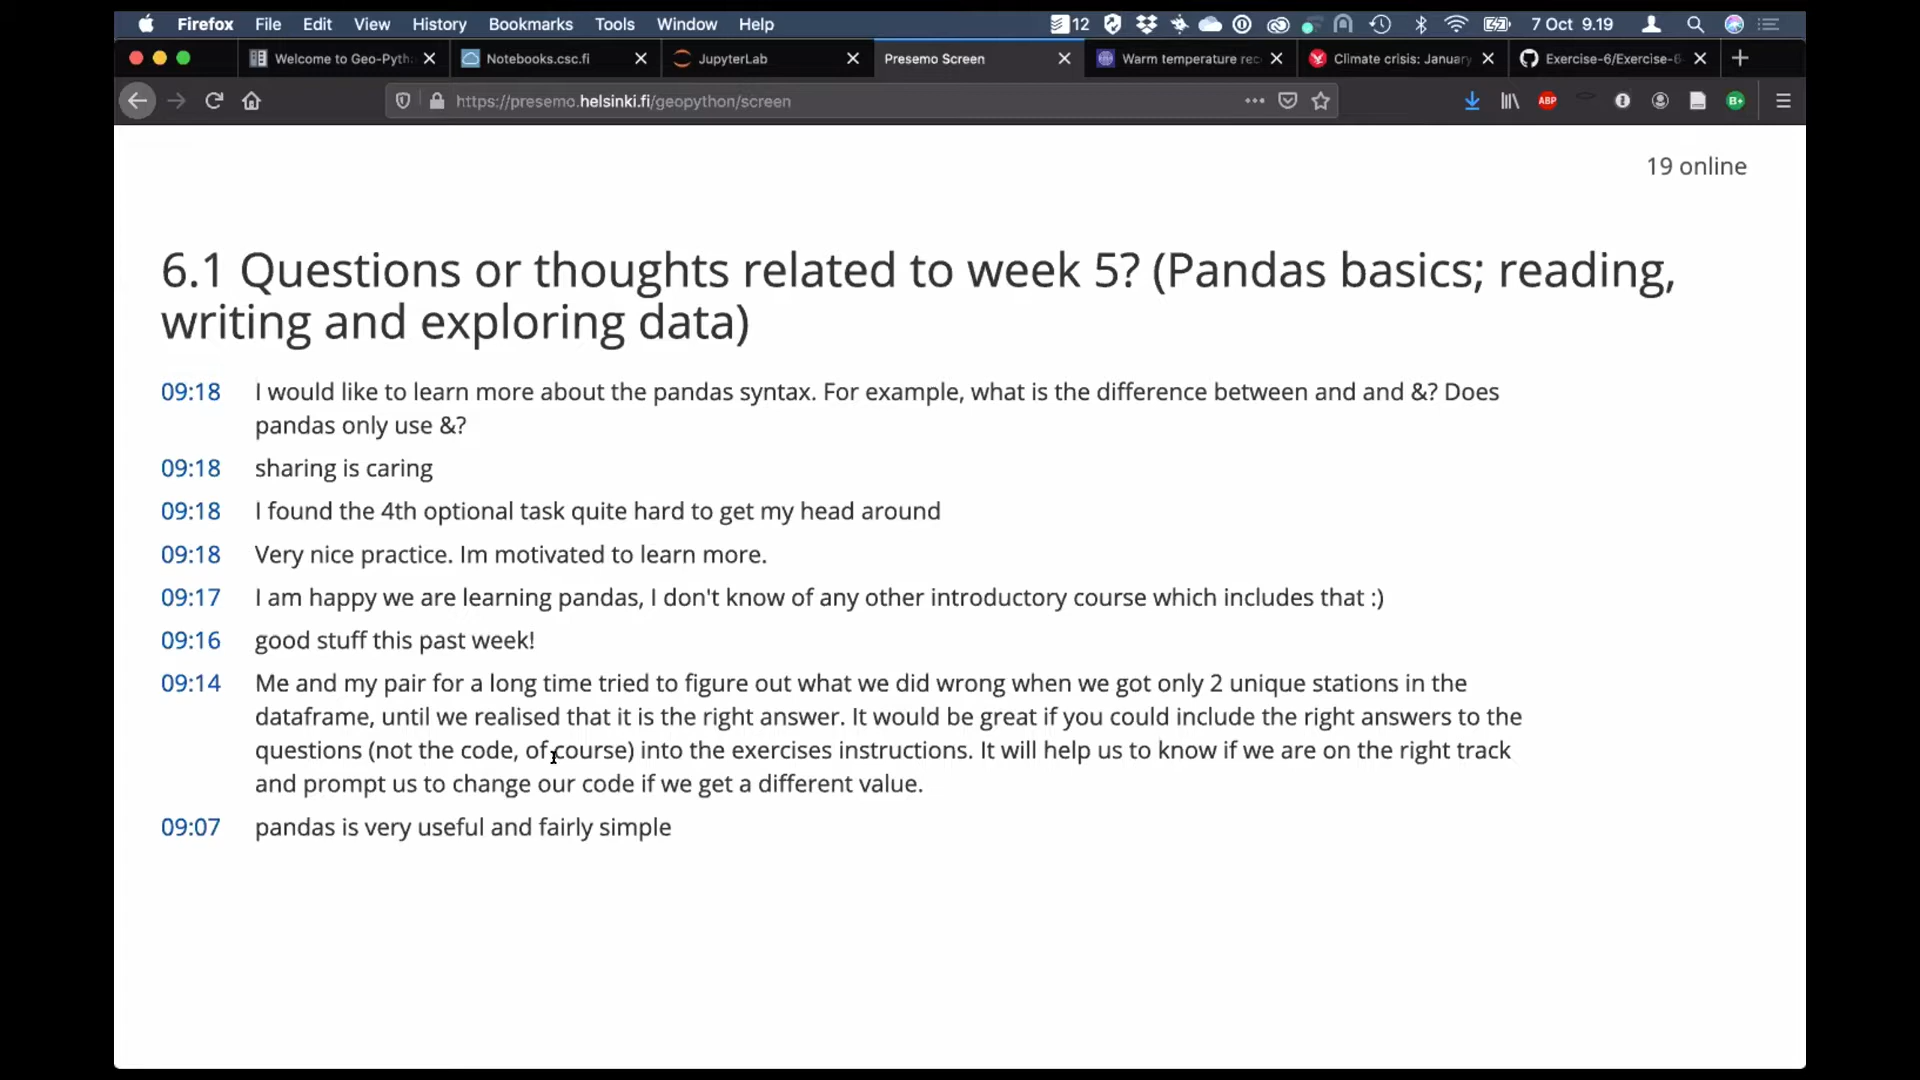 Firefox File Edit View History Bookmarks Tools Window Help 12 7 Oct 9.19
Welcome to Geo-Pyth Notebooks.csc.fi JupyterLab Presemo Screen Warm temperature rec Climate crisis: January Exercise-6/Exercise-6
https://presemo.helsinki.fi/geopython/screen ABP B+
19 online
6.1 Questions or thoughts related to week 5? (Pandas basics; reading,
writing and exploring data)
09:18 I would like to learn more about the pandas syntax. For example, what is the difference between and and &? Does
pandas only use &?
09:18 sharing is caring
09:18 I found the 4th optional task quite hard to get my head around
09:18 Very nice practice. Im motivated to learn more.
09:17 I am happy we are learning pandas, I don't know of any other introductory course which includes that :)
09:16 good stuff this past week!
09:14 Me and my pair for a long time tried to figure out what we did wrong when we got only 2 unique stations in the
dataframe, until we realised that it is the right answer. It would be great if you could include the right answers to the
questions (not the code, of course) into the exercises instructions. It will help us to know if we are on the right track
and prompt us to change our code if we get a different value.
09:07 pandas is very useful and fairly simple